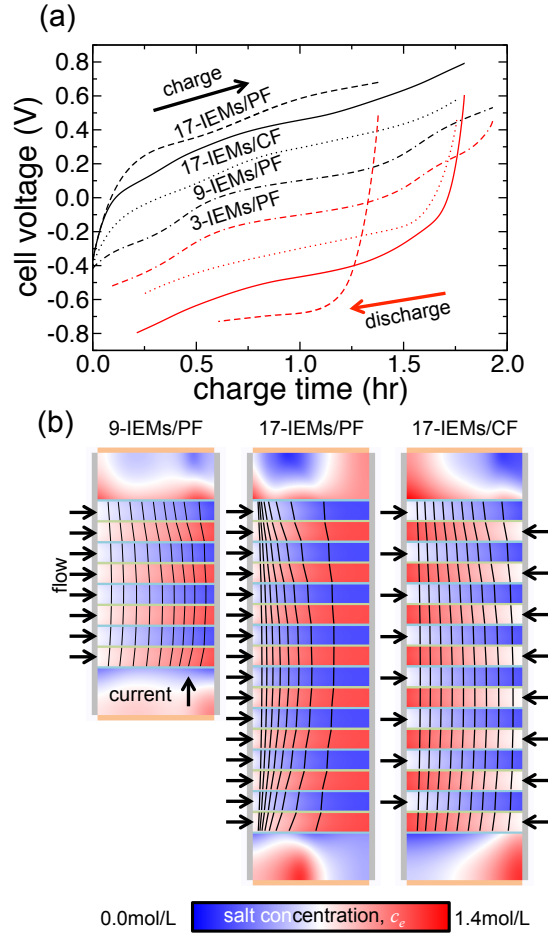 (a)
cell voltage (V)
0.8
0.6
0.4
0.2
0.0
-0.2
-0.4
-0.6
-0.8
charge
17-IEMs/PF
17-IEMs/CF
9-IEMs/PF
3-IEMs/PF
discharge
0.0 0.5 1.0 1.5 2.0
charge time (hr)
(b)
9-IEMs/PF 17-IEMs/PF 17-IEMs/CF
flow
current
0.0mol/L salt concentration, cₑ 1.4mol/L